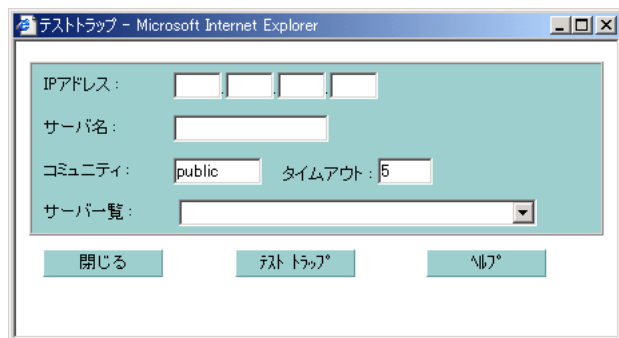 テストトラップ - Microsoft Internet Explorer
IPアドレス : . . .
サーバ名 :
コミュニティ : public タイムアウト : 5
サーバ一覧 :
閉じる ﾃｽﾄ ﾄﾗｯﾌﾟ ﾍﾙﾌﾟ